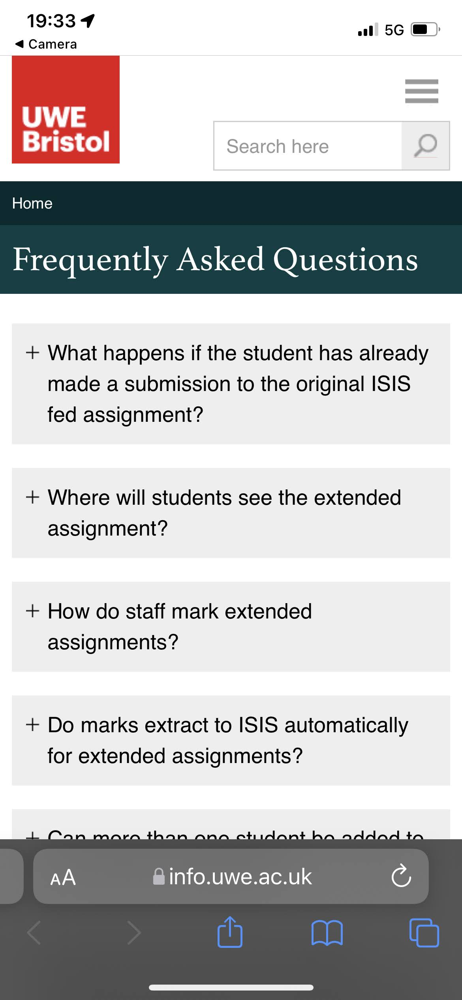 19:33
Camera
5G
UWE
Bristol
Search here
Home
Frequently Asked Questions
+ What happens if the student has already
made a submission to the original ISIS
fed assignment?
+ Where will students see the extended
assignment?
+ How do staff mark extended
assignments?
+ Do marks extract to ISIS automatically
for extended assignments?
+ Can more than one student be added to
AA
info.uwe.ac.uk